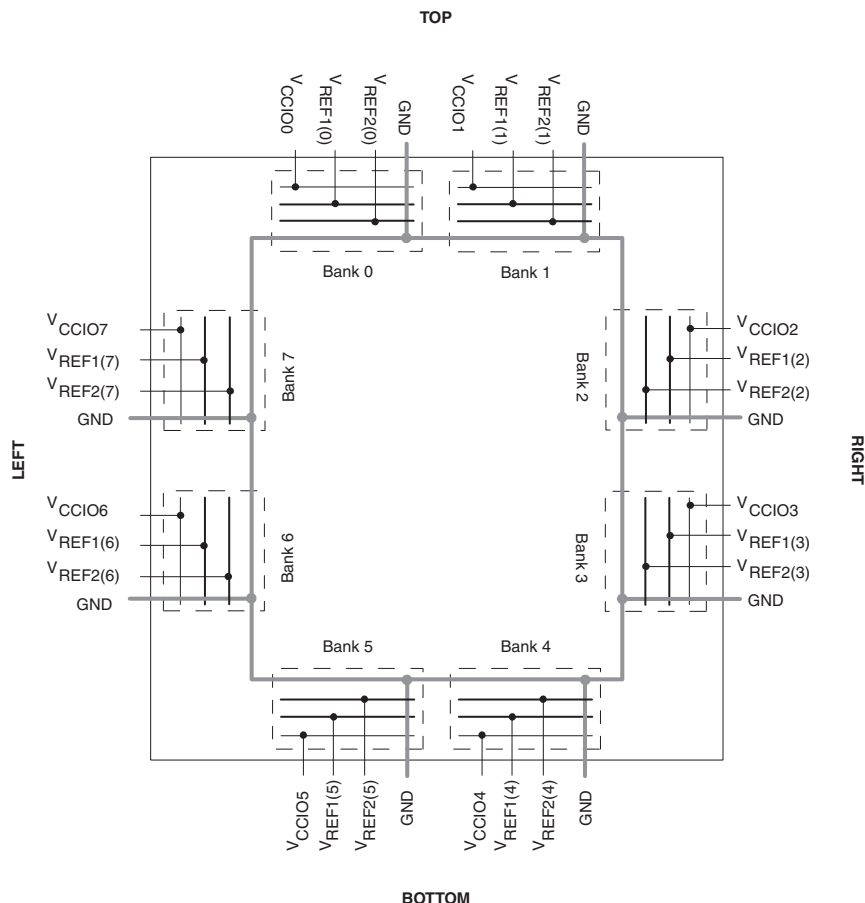 TOP
VCCIO0
VREF1(0)
VREF2(0)
GND
VCCIO1
VREF1(1)
VREF2(1)
GND
Bank 0
Bank 1
VCCIO7
VREF1(7)
VREF2(7)
GND
Bank 7
Bank 2
VCCIO2
VREF1(2)
VREF2(2)
GND
LEFT
RIGHT
VCCIO6
VREF1(6)
VREF2(6)
GND
Bank 6
Bank 3
VCCIO3
VREF1(3)
VREF2(3)
GND
Bank 5
Bank 4
VCCIO5
VREF1(5)
VREF2(5)
GND
VCCIO4
VREF1(4)
VREF2(4)
GND
BOTTOM